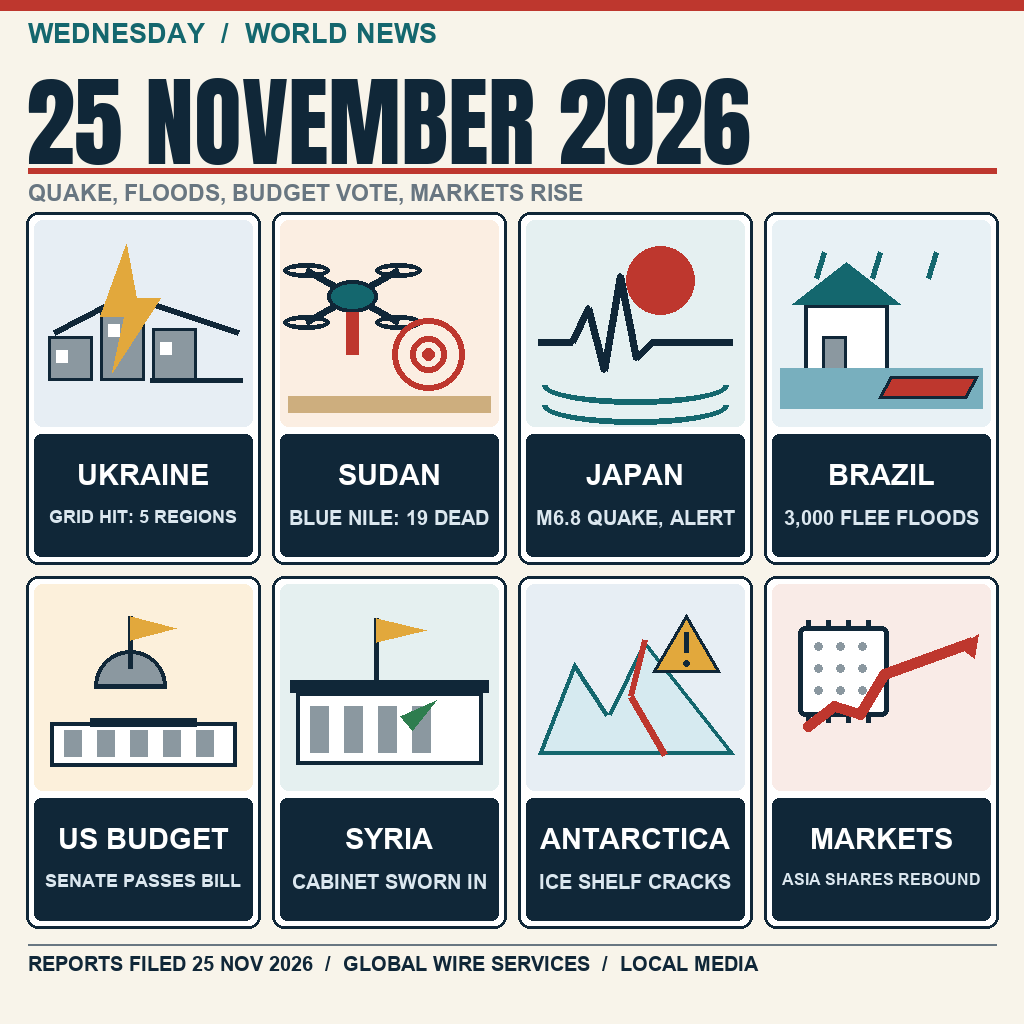 WEDNESDAY / WORLD NEWS
25 NOVEMBER 2026
QUAKE, FLOODS, BUDGET VOTE, MARKETS RISE
UKRAINE
GRID HIT: 5 REGIONS
SUDAN
BLUE NILE: 19 DEAD
JAPAN
M6.8 QUAKE, ALERT
BRAZIL
3,000 FLEE FLOODS
US BUDGET
SENATE PASSES BILL
SYRIA
CABINET SWORN IN
ANTARCTICA
ICE SHELF CRACKS
MARKETS
ASIA SHARES REBOUND
REPORTS FILED 25 NOV 2026 / GLOBAL WIRE SERVICES / LOCAL MEDIA